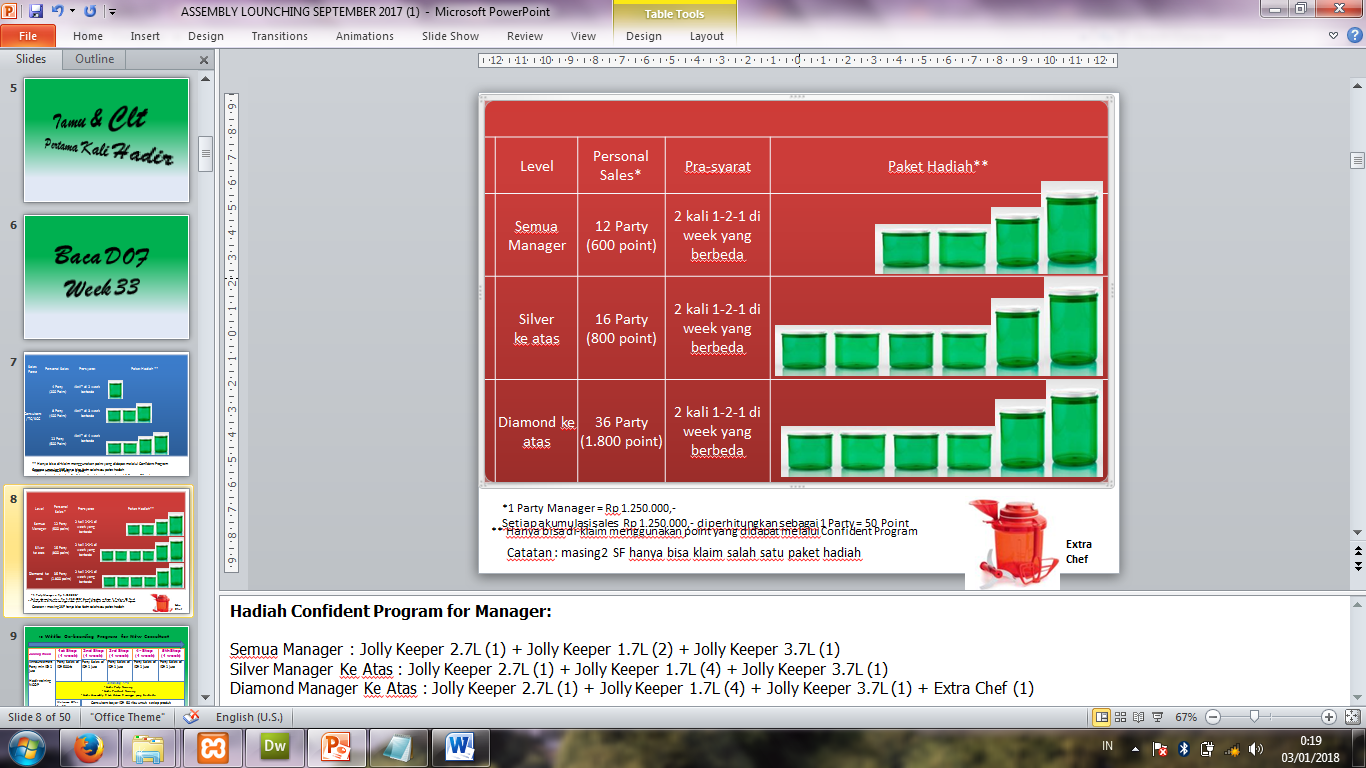 ASSEMBLY LOUNCHING SEPTEMBER 2017 (1) - Microsoft PowerPoint
Table Tools
File Home Insert Design Transitions Animations Slide Show Review View Design Layout
Slides Outline
5
Tamu & Clt
Pertama Kali Hadir
6
Baca DOF
Week 33
7
8
9
Level
Personal
Sales*
Pra-syarat
Paket Hadiah**
Semua
Manager
12 Party
(600 point)
2 kali 1-2-1 di
week yang
berbeda
Silver
ke atas
16 Party
(800 point)
2 kali 1-2-1 di
week yang
berbeda
Diamond ke
atas
36 Party
(1.800 point)
2 kali 1-2-1 di
week yang
berbeda
*1 Party Manager = Rp 1.250.000,-
Setiap akumulasi sales Rp 1.250.000,- diperhitungkan sebagai 1 Party = 50 Point
** Hanya bisa di-klaim menggunakan point yang didapat melalui Confident Program
Catatan : masing2 SF hanya bisa klaim salah satu paket hadiah
Extra
Chef
Hadiah Confident Program for Manager:
Semua Manager : Jolly Keeper 2.7L (1) + Jolly Keeper 1.7L (2) + Jolly Keeper 3.7L (1)
Silver Manager Ke Atas : Jolly Keeper 2.7L (1) + Jolly Keeper 1.7L (4) + Jolly Keeper 3.7L (1)
Diamond Manager Ke Atas : Jolly Keeper 2.7L (1) + Jolly Keeper 1.7L (4) + Jolly Keeper 3.7L (1) + Extra Chef (1)
Slide 8 of 50 "Office Theme" English (U.S.) 67%
IN
0:19
03/01/2018